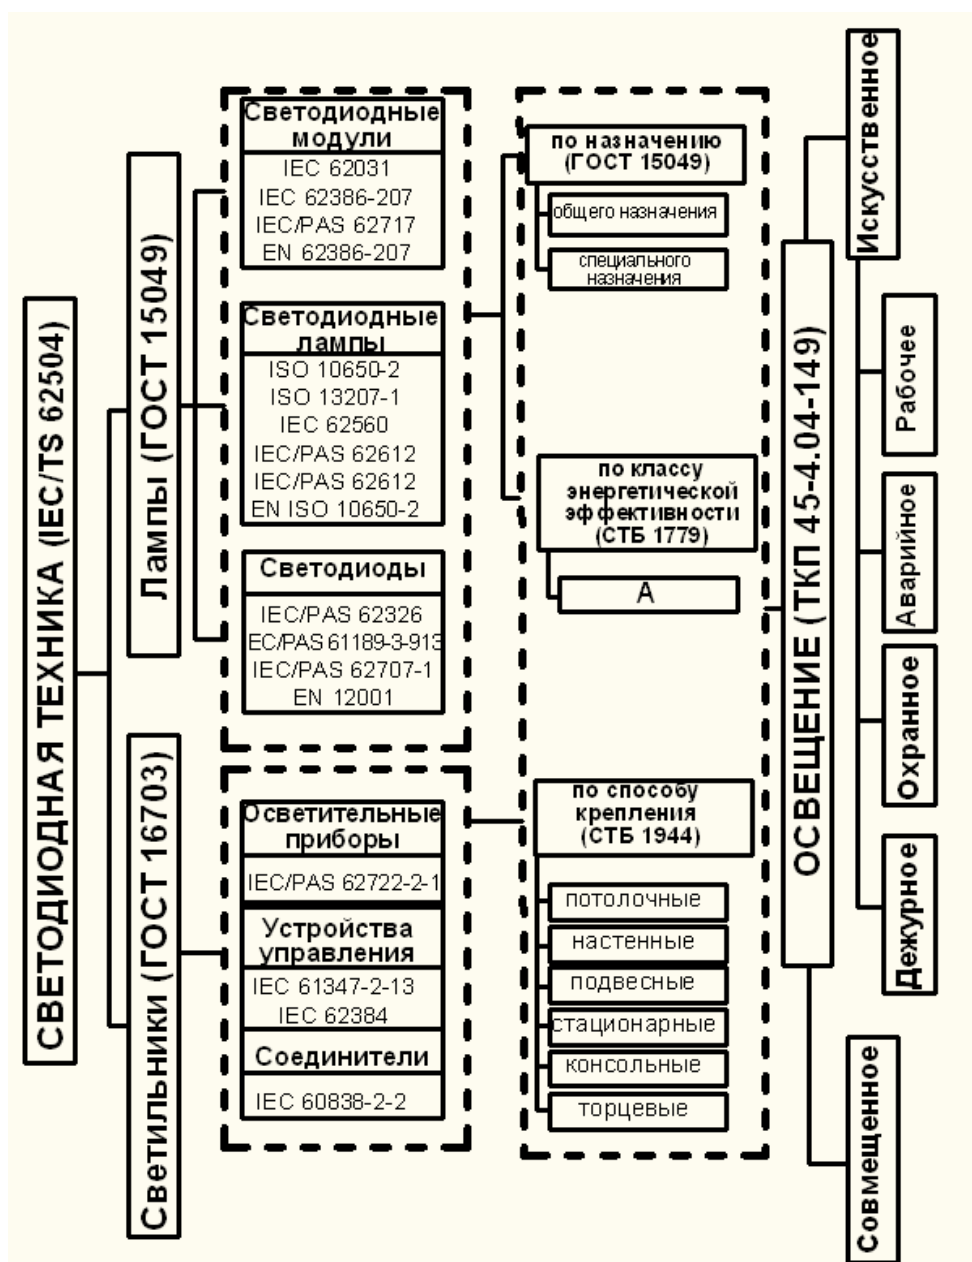 СВЕТОДИОДНАЯ ТЕХНИКА (IEC/TS 62504)
Лампы (ГОСТ 15049)
Светильники (ГОСТ 16703)
Светодиодные
модули
IEC 62031
IEC 62386-207
IEC/PAS 62717
EN 62386-207
Светодиодные
лампы
ISO 10650-2
ISO 13207-1
IEC 62560
IEC/PAS 62612
IEC/PAS 62612
EN ISO 10650-2
Светодиоды
IEC/PAS 62326
EC/PAS 61189-3-913
IEC/PAS 62707-1
EN 12001
Осветительные
приборы
IEC/PAS 62722-2-1
Устройства
управления
IEC 61347-2-13
IEC 62384
Соединители
IEC 60838-2-2
по назначению
(ГОСТ 15049)
общего назначения
специального
назначения
по классу
энергетической
эффективности
(СТБ 1779)
А
по способу
крепления
(СТБ 1944)
потолочные
настенные
подвесные
стационарные
консольные
торцевые
ОСВЕЩЕНИЕ (ТКП 45-4.04-149)
Искусственное
Рабочее
Аварийное
Охранное
Дежурное
Совмещенное